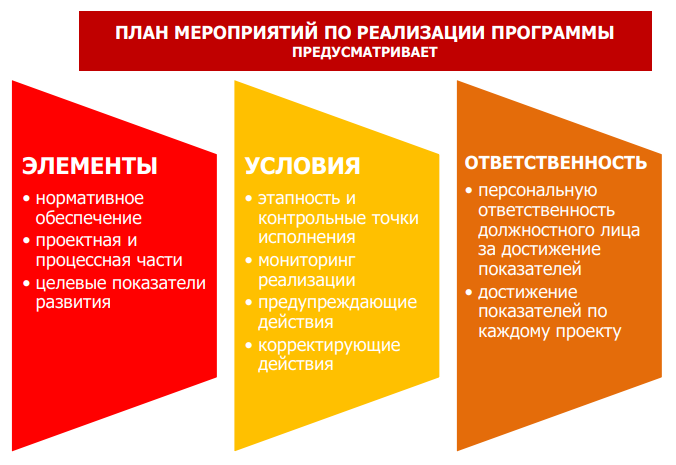 ПЛАН МЕРОПРИЯТИЙ ПО РЕАЛИЗАЦИИ ПРОГРАММЫ
ПРЕДУСМАТРИВАЕТ
ЭЛЕМЕНТЫ
• нормативное
обеспечение
• проектная и
процессная части
• целевые показатели
развития
УСЛОВИЯ
• этапность и
контрольные точки
исполнения
• мониторинг
реализации
• предупреждающие
действия
• корректирующие
действия
ОТВЕТСТВЕННОСТЬ
• персональную
ответственность
должностного лица
за достижение
показателей
• достижение
показателей по
каждому проекту